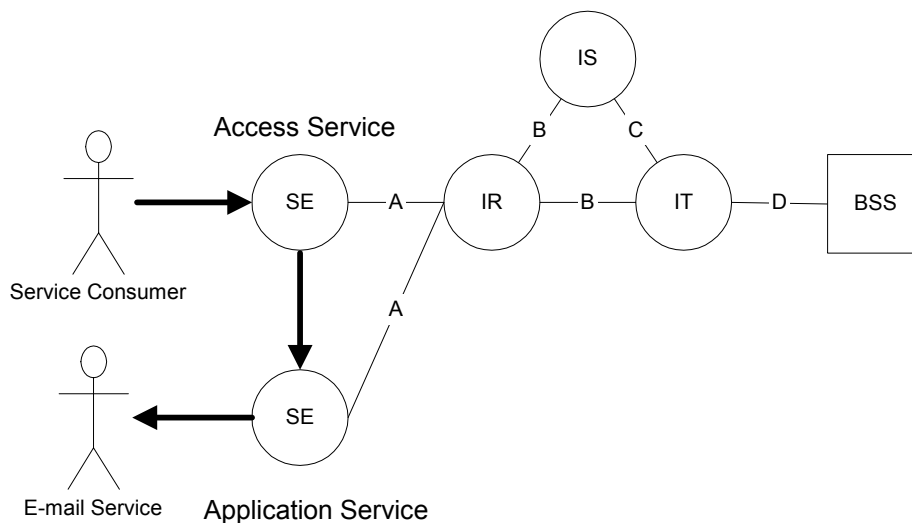 IS
Access Service
B
C
SE
A
IR
B
IT
D
BSS
Service Consumer
A
SE
E-mail Service
Application Service